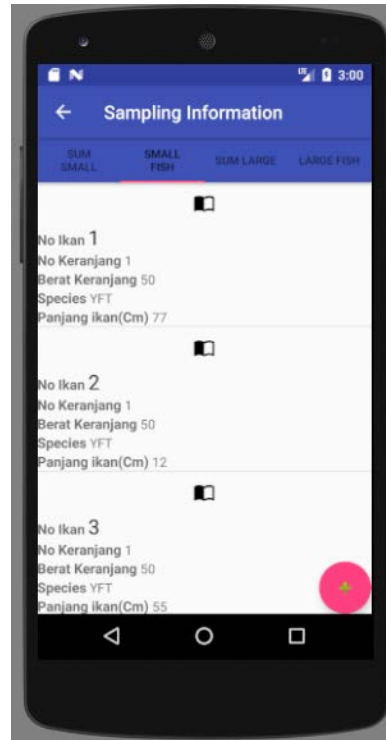 LTE 3:00
Sampling Information
SUM SMALL
SMALL FISH
SUM LARGE
LARGE FISH
No Ikan 1
No Keranjang 1
Berat Keranjang 50
Species YFT
Panjang ikan(Cm) 77
No Ikan 2
No Keranjang 1
Berat Keranjang 50
Species YFT
Panjang ikan(Cm) 12
No Ikan 3
No Keranjang 1
Berat Keranjang 50
Species YFT
Panjang ikan(Cm) 55